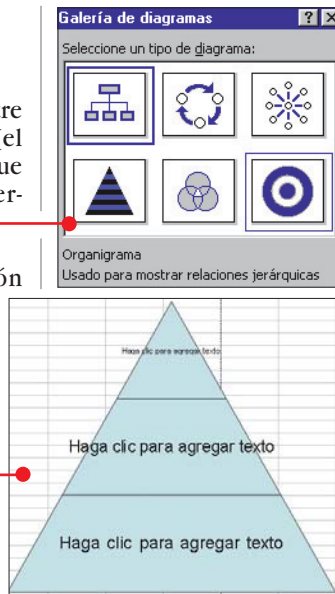 Galería de diagramas
Seleccione un tipo de diagrama:
Organigrama
Usado para mostrar relaciones jerárquicas
ón
Haga clic para agregar texto
Haga clic para agregar texto
Haga clic para agregar texto